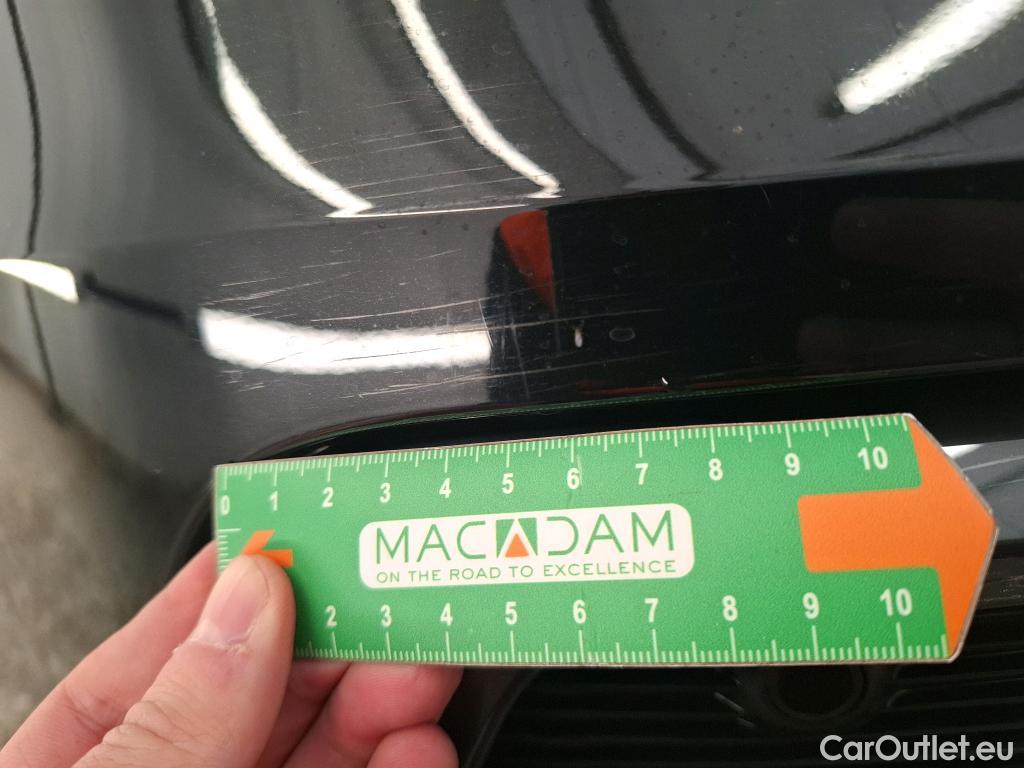 0 1 2 3 4 5 6 7 8 9 10
MACADAM
ON THE ROAD TO EXCELLENCE
2 3 4 5 6 7 8 9 10
CarOutlet.eu